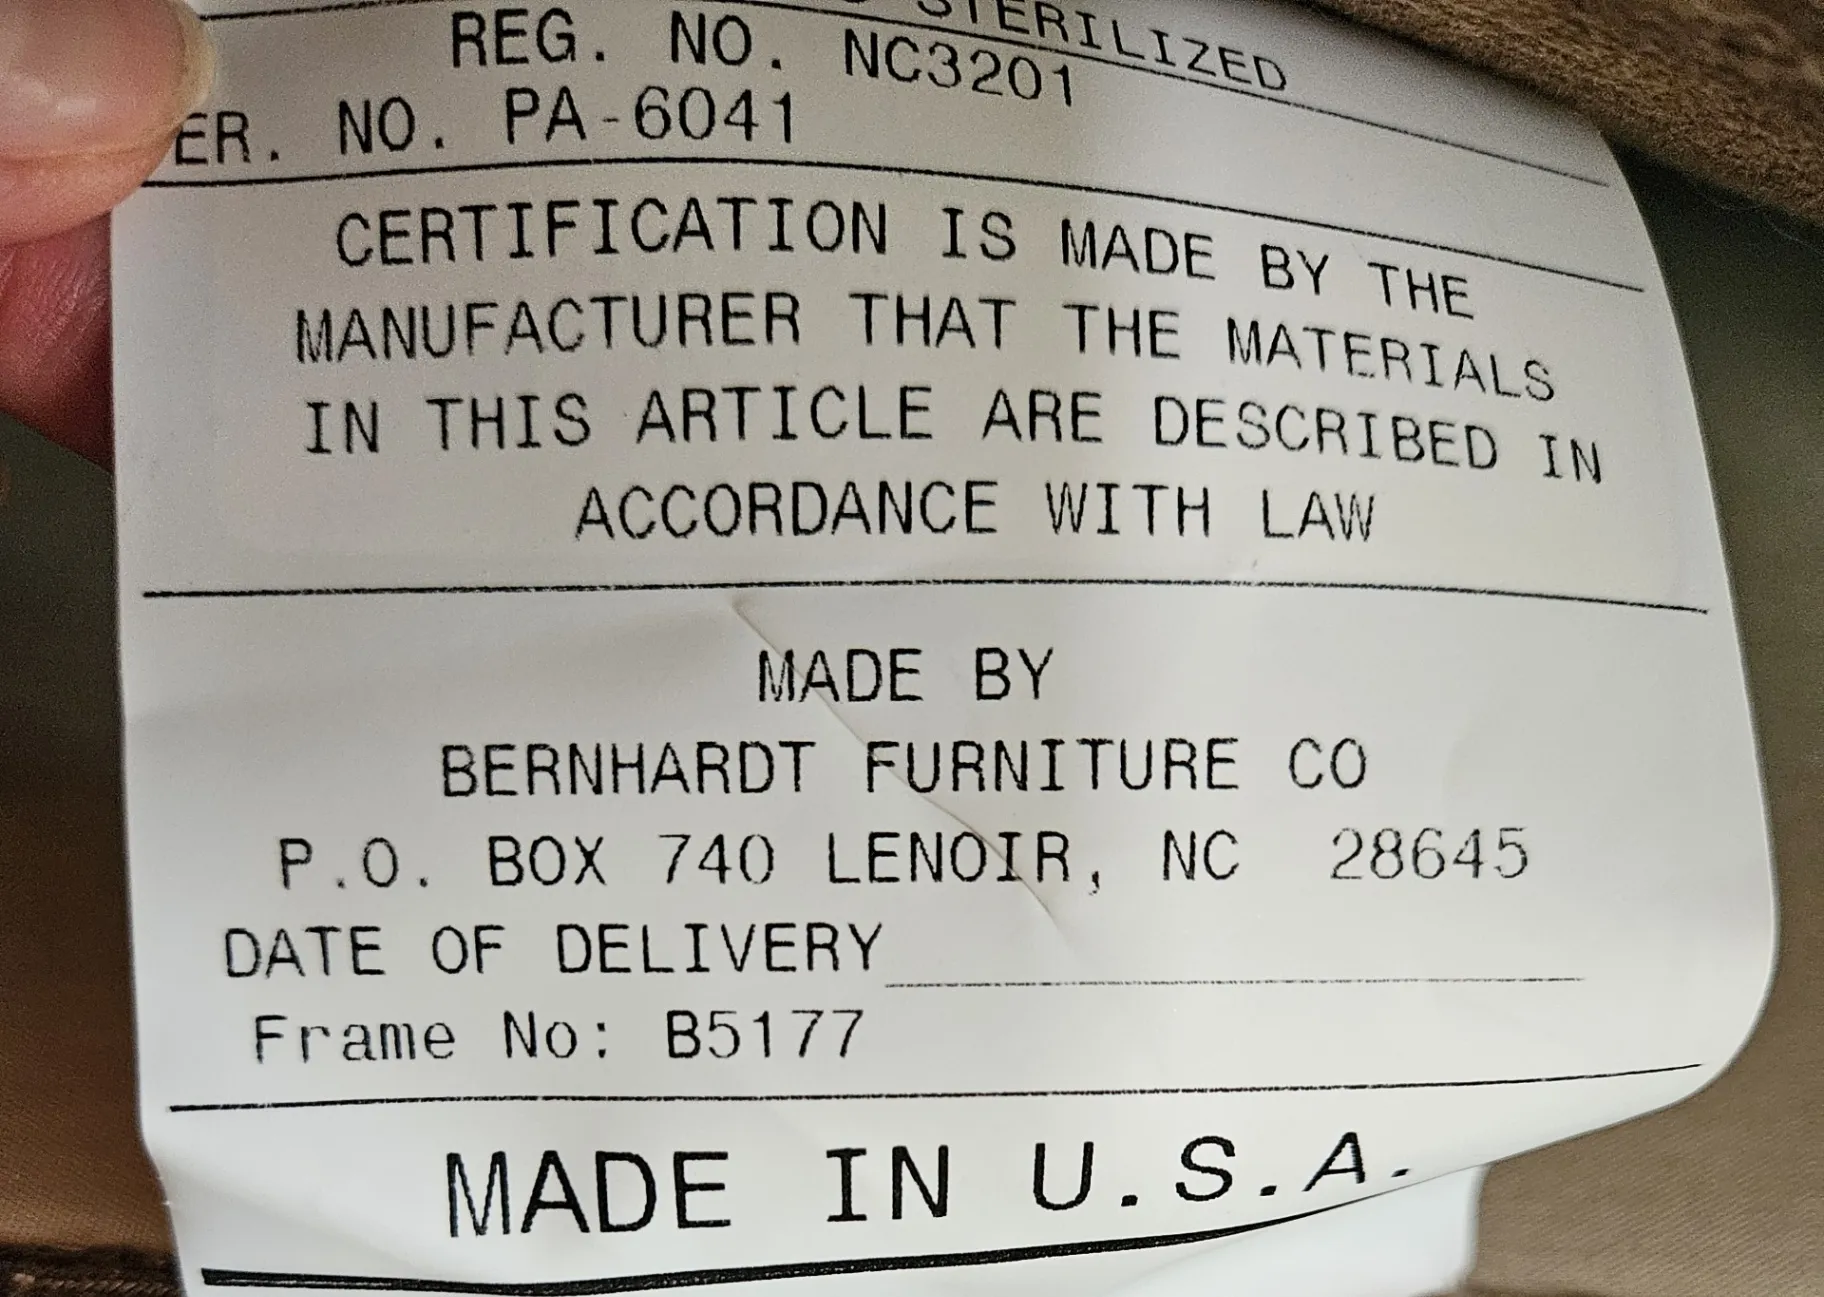 STERILIZED
REG. NO. NC3201
ER. NO. PA-6041
CERTIFICATION IS MADE BY THE
MANUFACTURER THAT THE MATERIALS
IN THIS ARTICLE ARE DESCRIBED IN
ACCORDANCE WITH LAW
MADE BY
BERNHARDT FURNITURE CO
P.O. BOX 740 LENOIR, NC 28645
DATE OF DELIVERY
Frame No: B5177
MADE IN U.S.A.